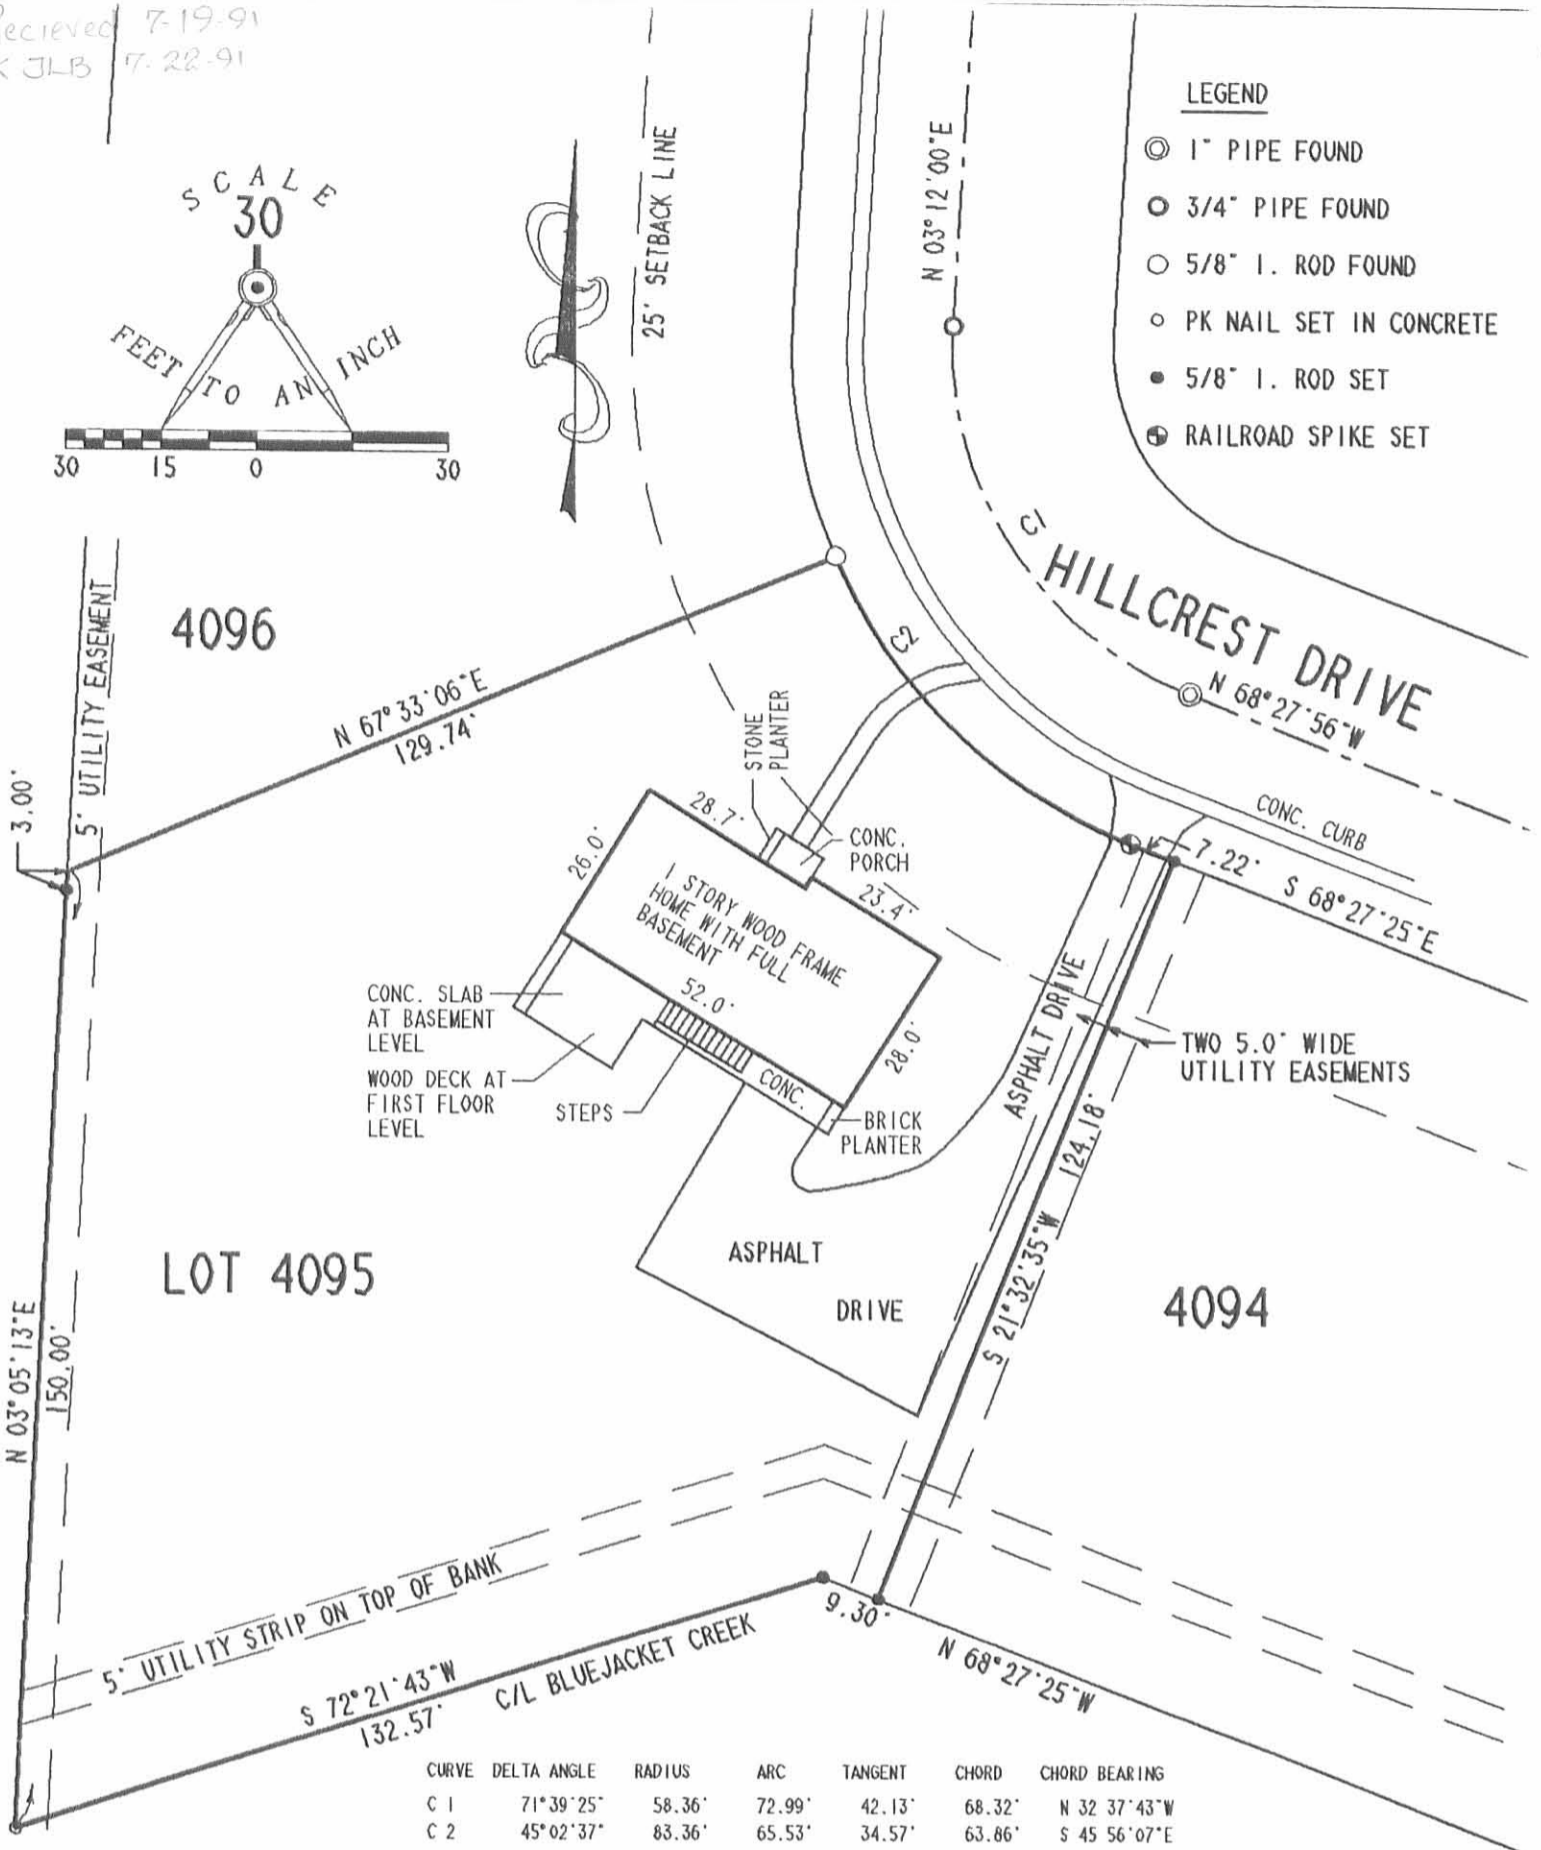 Recieved 7-19-91
JLB 7-22-91
SCALE
30
FEET TO AN INCH
30 15 0 30
25' SETBACK LINE
N 03°12'00"E
LEGEND
1" PIPE FOUND
3/4" PIPE FOUND
5/8" I. ROD FOUND
PK NAIL SET IN CONCRETE
5/8" I. ROD SET
RAILROAD SPIKE SET
C1
HILLCREST DRIVE
N 68°27'56"W
C2
4096
5' UTILITY EASEMENT
N 67°33'06"E
129.74'
3.00'
STONE
PLANTER
CONC.
PORCH
28.7'
26.0'
23.4'
1 STORY WOOD FRAME
HOME WITH FULL
BASEMENT
52.0'
28.0'
CONC. CURB
7.22'
S 68°27'25"E
CONC. SLAB
AT BASEMENT
LEVEL
WOOD DECK AT
FIRST FLOOR
LEVEL
STEPS
CONC.
BRICK
PLANTER
ASPHALT DRIVE
TWO 5.0' WIDE
UTILITY EASEMENTS
S 21°32'35"W 124.18'
LOT 4095
ASPHALT
DRIVE
4094
N 03°05'13"E
150.00'
5' UTILITY STRIP ON TOP OF BANK
S 72°21'43"W
132.57'
C/L BLUEJACKET CREEK
9.30'
N 68°27'25"W
CURVE DELTA ANGLE RADIUS ARC TANGENT CHORD CHORD BEARING
C 1 71°39'25" 58.36' 72.99' 42.13' 68.32' N 32 37'43"W
C 2 45°02'37" 83.36' 65.53' 34.57' 63.86' S 45 56'07"E